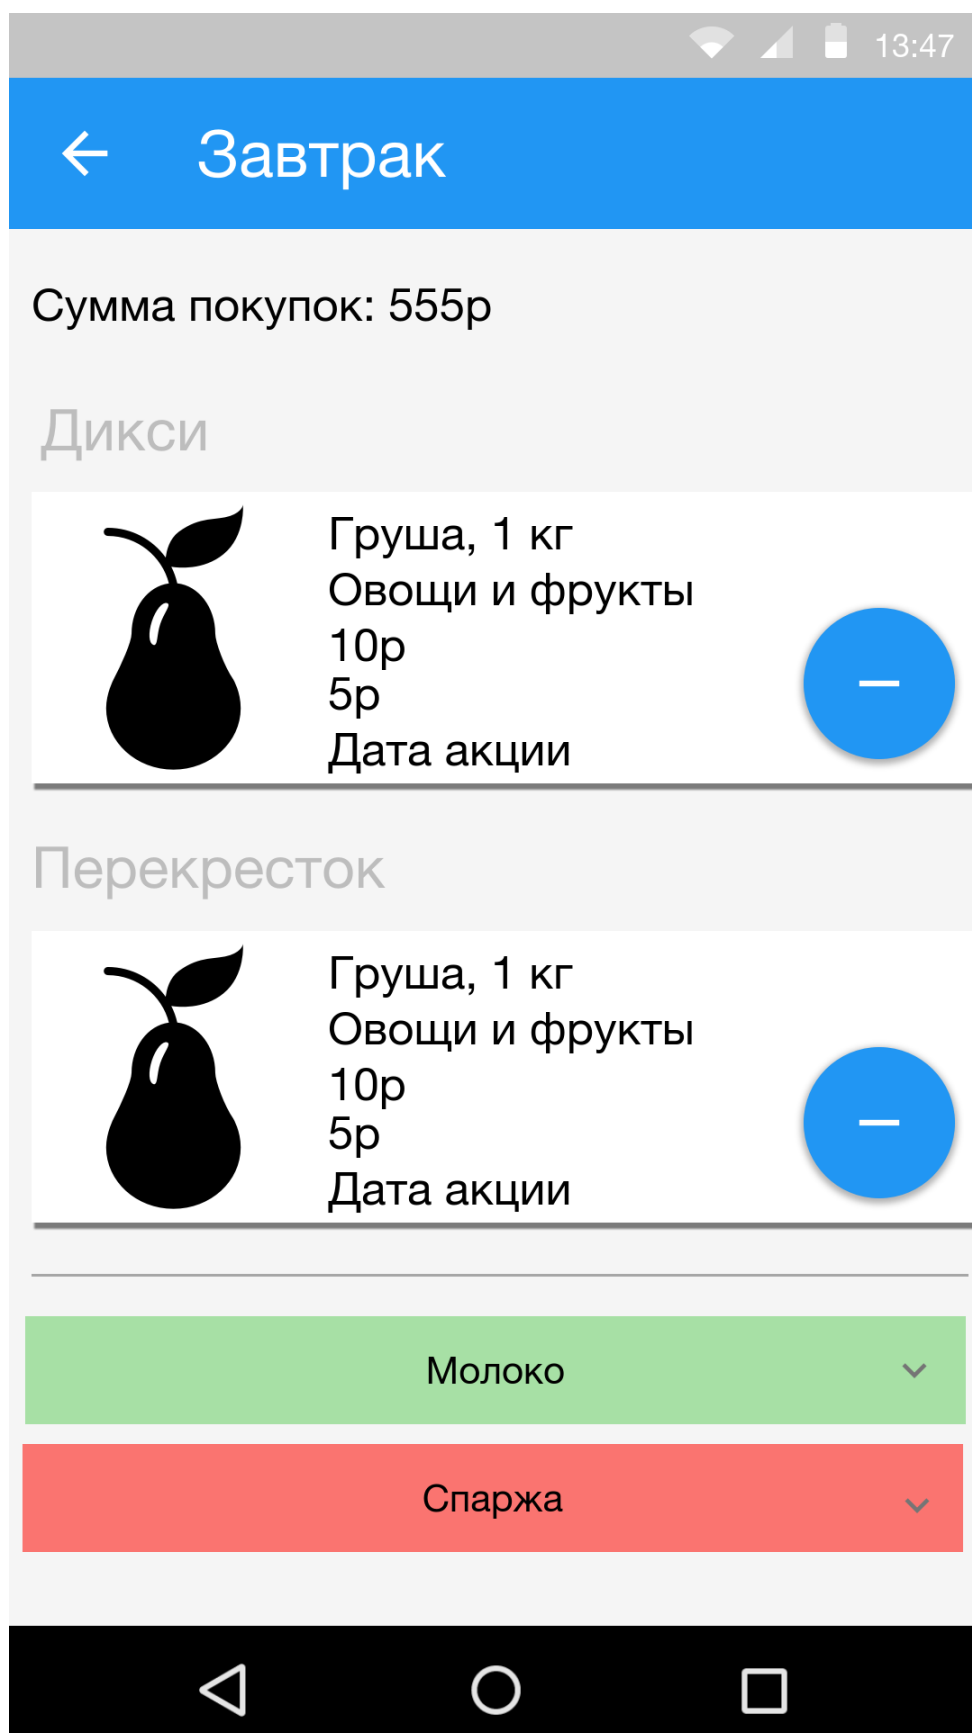 13:47
Завтрак
Сумма покупок: 555р
Дикси
Груша, 1 кг
Овощи и фрукты
10р
5р
Дата акции
Перекресток
Груша, 1 кг
Овощи и фрукты
10р
5р
Дата акции
Молоко
Спаржа